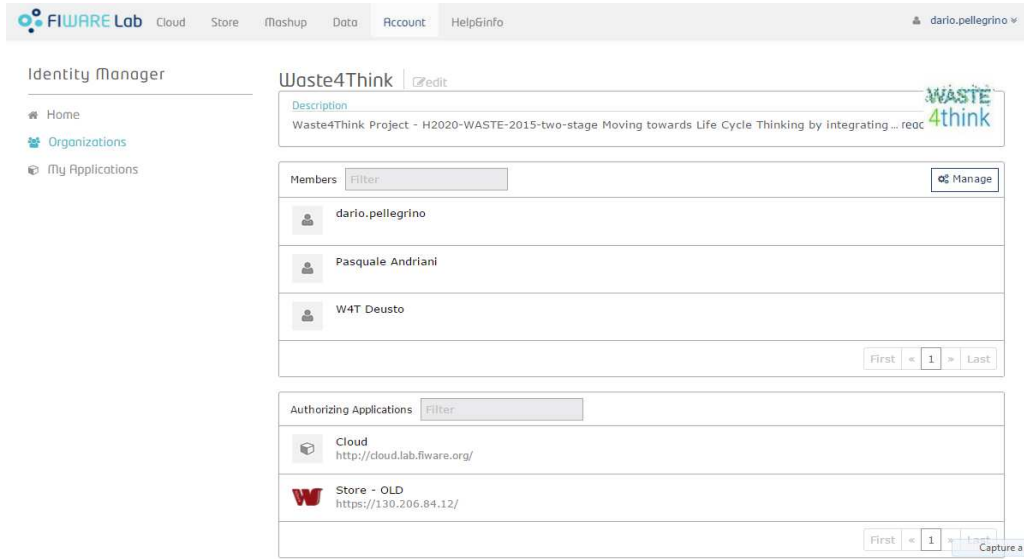 FIWARE Lab Cloud Store Mashup Data Account Help&info dario.pellegrino
Identity Manager
Home
Organizations
My Applications
Waste4Think edit
WASTE
4think
Description
Waste4Think Project - H2020-WASTE-2015-two-stage Moving towards Life Cycle Thinking by integrating ... reac
Members Filter Manage
dario.pellegrino
Pasquale Andriani
W4T Deusto
First « 1 » Last
Authorizing Applications Filter
Cloud
http://cloud.lab.fiware.org/
Store - OLD
https://130.206.84.12/
First « 1 » Last
Capture a